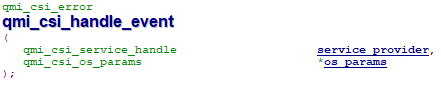 qmi_csi_error
qmi_csi_handle_event
(
qmi_csi_service_handle service_provider,
qmi_csi_os_params *os_params
);